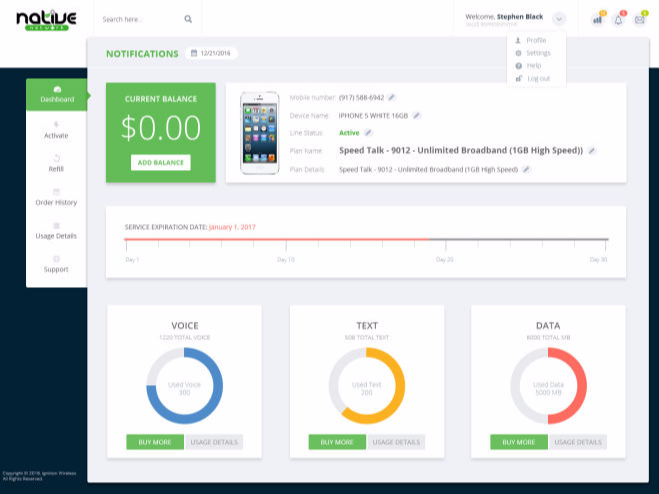 native
network
Search here..
Welcome, Stephen Black
SALES REPRESENTATIVE
Profile
Settings
Help
Log out
NOTIFICATIONS
12/21/2016
Dashboard
Activate
Refill
Order History
Usage Details
Support
CURRENT BALANCE
$0.00
ADD BALANCE
Mobile number: (917) 588-6942
Device Name: IPHONE 5 WHITE 16GB
Line Status: Active
Plan Name: Speed Talk - 9012 - Unlimited Broadband (1GB High Speed))
Plan Details: Speed Talk - 9012 - Unlimited Broadband (1GB High Speed)
SERVICE EXPIRATION DATE: January 1, 2017
Day 1 Day 10 Day 20 Day 30
VOICE
1220 TOTAL VOICE
Used Voice
300
BUY MORE USAGE DETAILS
TEXT
508 TOTAL TEXT
Used Text
200
BUY MORE USAGE DETAILS
DATA
8000 TOTAL MB
Used Data
5000 MB
BUY MORE USAGE DETAILS
Copyright © 2016. Ignition Wireless
All Rights Reserved.